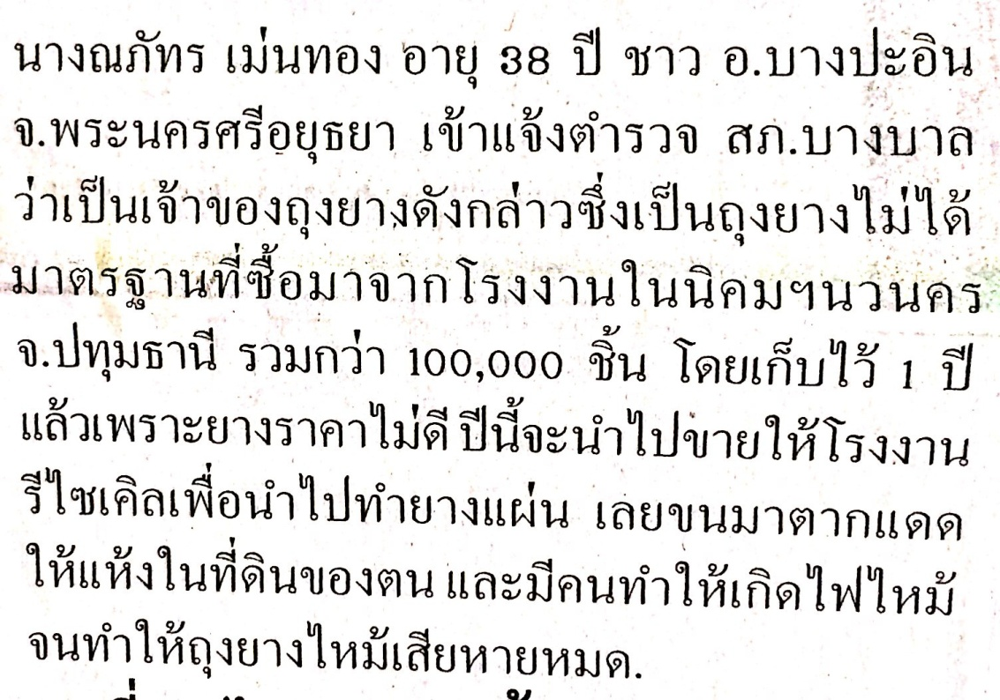 นางณภัทร เม่นทอง อายุ 38 ปี ชาว อ.บางปะอิน
จ.พระนครศรีอยุธยา เข้าแจ้งตำรวจ สภ.บางบาล
ว่าเป็นเจ้าของถุงยางดังกล่าวซึ่งเป็นถุงยางไม่ได้
มาตรฐานที่ซื้อมาจากโรงงานในนิคมฯนวนคร
จ.ปทุมธานี รวมกว่า 100,000 ชิ้น โดยเก็บไว้ 1 ปี
แล้วเพราะยางราคาไม่ดี ปีนี้จะนำไปขายให้โรงงาน
รีไซเคิลเพื่อนำไปทำยางแผ่น เลยขนมาตากแดด
ให้แห้งในที่ดินของตน และมีคนทำให้เกิดไฟไหม้
จนทำให้ถุงยางไหม้เสียหายหมด.